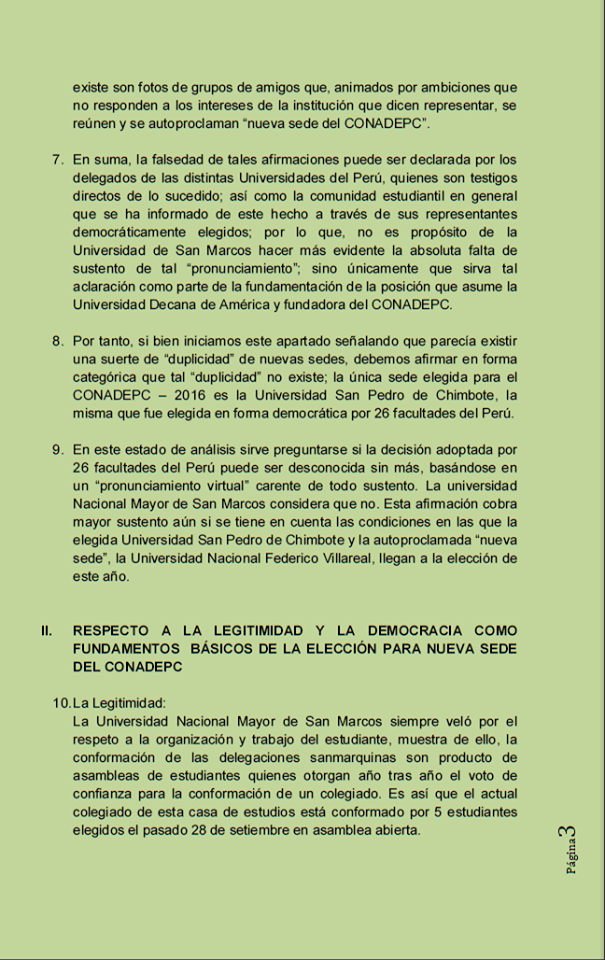 existe son fotos de grupos de amigos que, animados por ambiciones que
no responden a los intereses de la institución que dicen representar, se
reúnen y se autoproclaman “nueva sede del CONADEPC”.
7. En suma, la falsedad de tales afirmaciones puede ser declarada por los
delegados de las distintas Universidades del Perú, quienes son testigos
directos de lo sucedido; así como la comunidad estudiantil en general
que se ha informado de este hecho a través de sus representantes
democráticamente elegidos; por lo que, no es propósito de la
Universidad de San Marcos hacer más evidente la absoluta falta de
sustento de tal “pronunciamiento”; sino únicamente que sirva tal
aclaración como parte de la fundamentación de la posición que asume la
Universidad Decana de América y fundadora del CONADEPC.
8. Por tanto, si bien iniciamos este apartado señalando que parecía existir
una suerte de “duplicidad” de nuevas sedes, debemos afirmar en forma
categórica que tal “duplicidad” no existe; la única sede elegida para el
CONADEPC – 2016 es la Universidad San Pedro de Chimbote, la
misma que fue elegida en forma democrática por 26 facultades del Perú.
9. En este estado de análisis sirve preguntarse si la decisión adoptada por
26 facultades del Perú puede ser desconocida sin más, basándose en
un “pronunciamiento virtual” carente de todo sustento. La universidad
Nacional Mayor de San Marcos considera que no. Esta afirmación cobra
mayor sustento aún si se tiene en cuenta las condiciones en las que la
elegida Universidad San Pedro de Chimbote y la autoproclamada “nueva
sede”, la Universidad Nacional Federico Villareal, llegan a la elección de
este año.
II. RESPECTO A LA LEGITIMIDAD Y LA DEMOCRACIA COMO
FUNDAMENTOS BÁSICOS DE LA ELECCIÓN PARA NUEVA SEDE
DEL CONADEPC
10.La Legitimidad:
La Universidad Nacional Mayor de San Marcos siempre veló por el
respeto a la organización y trabajo del estudiante, muestra de ello, la
conformación de las delegaciones sanmarquinas son producto de
asambleas de estudiantes quienes otorgan año tras año el voto de
confianza para la conformación de un colegiado. Es así que el actual
colegiado de esta casa de estudios está conformado por 5 estudiantes
elegidos el pasado 28 de setiembre en asamblea abierta.
Página3